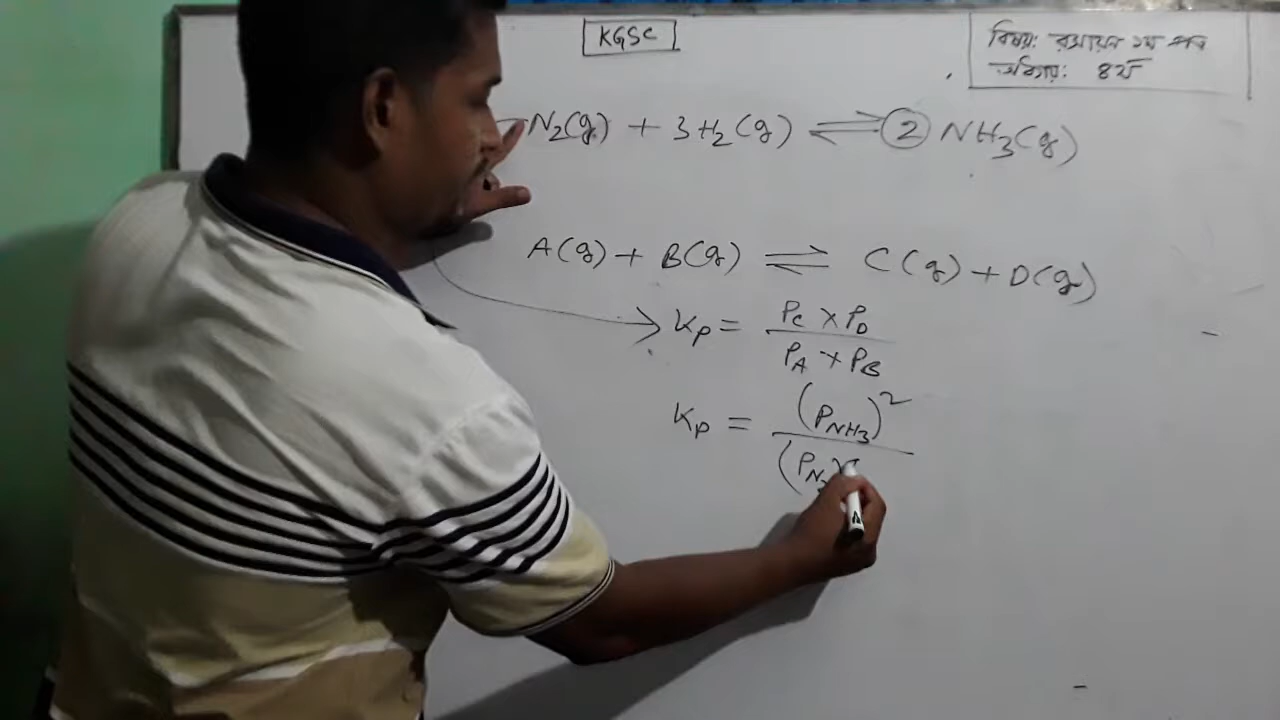 KGSC
বিষয়: রসায়ন ১ম পত্র
অধ্যায়: ৪র্থ
N₂(g) + 3H₂(g) ⇌ 2 NH₃(g)
A(g) + B(g) ⇌ C(g) + D(g)
Kp = PC × PD / PA × PB
Kp = (PNH₃)² / (PN₂)